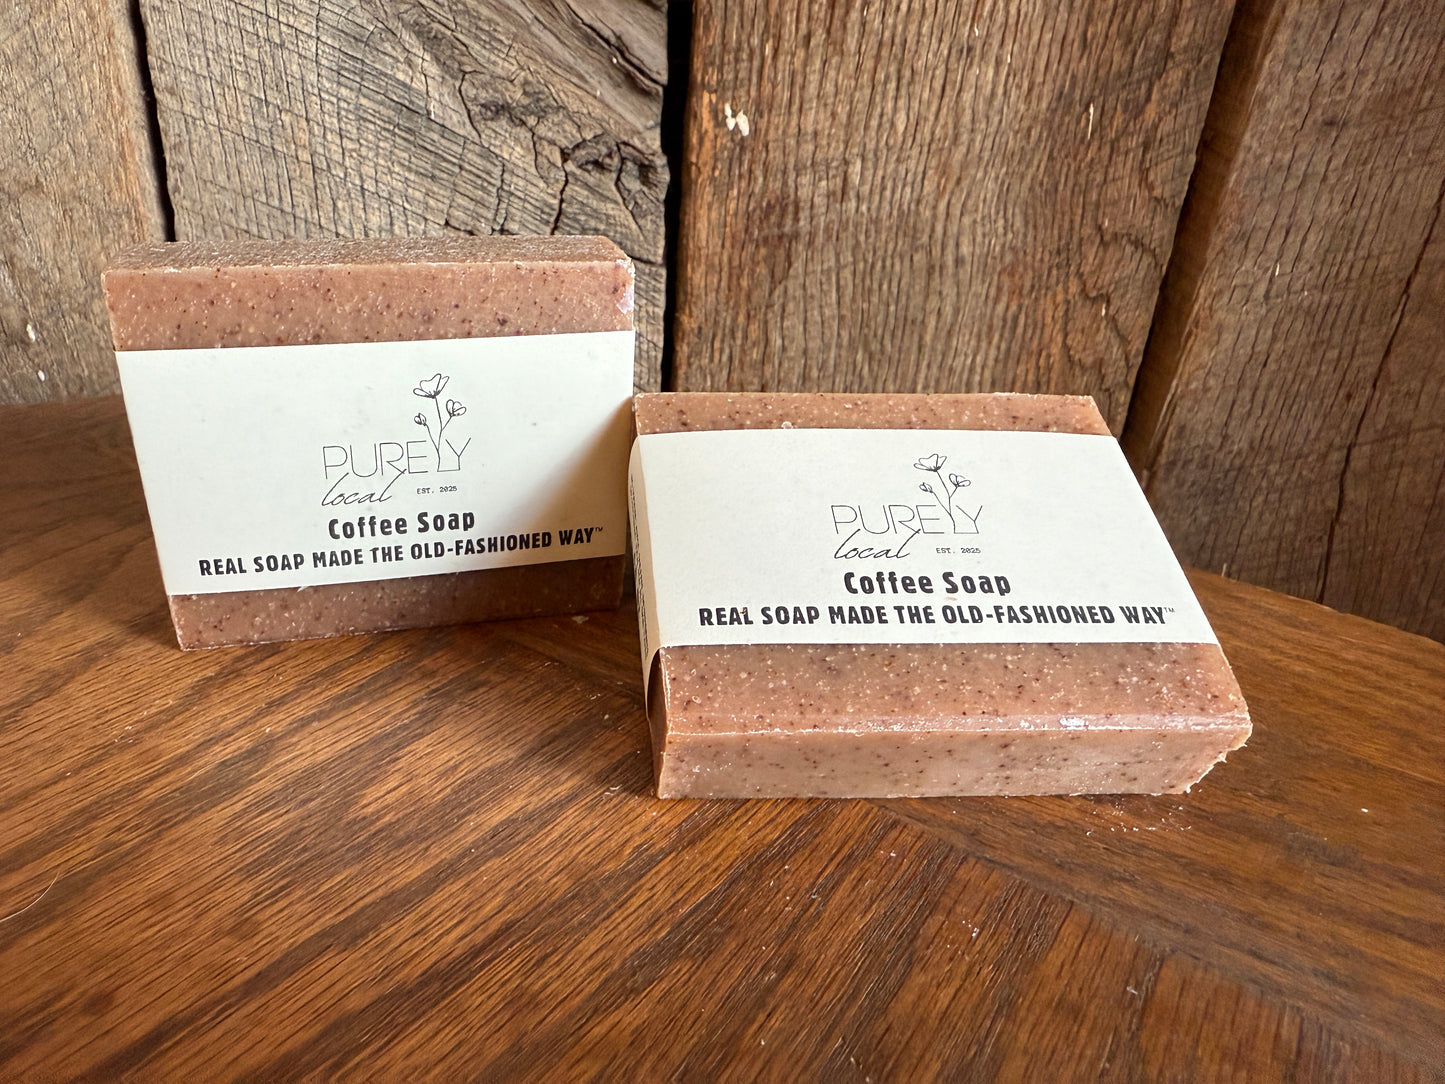 PURELY
local EST. 2025
Coffee Soap
REAL SOAP MADE THE OLD-FASHIONED WAY™
PURELY
local EST. 2025
Coffee Soap
REAL SOAP MADE THE OLD-FASHIONED WAY™